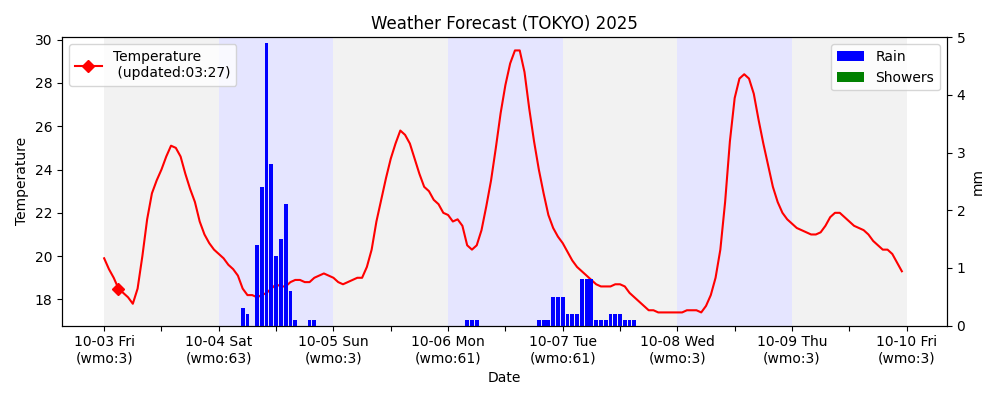 Weather Forecast (TOKYO) 2025
Temperature
(updated:03:27)
Rain
Showers
30
28
26
24
22
20
18
Temperature
5
4
3
2
1
0
mm
10-03 Fri
(wmo:3)
10-04 Sat
(wmo:63)
10-05 Sun
(wmo:3)
10-06 Mon
(wmo:61)
10-07 Tue
(wmo:61)
10-08 Wed
(wmo:3)
10-09 Thu
(wmo:3)
10-10 Fri
(wmo:3)
Date